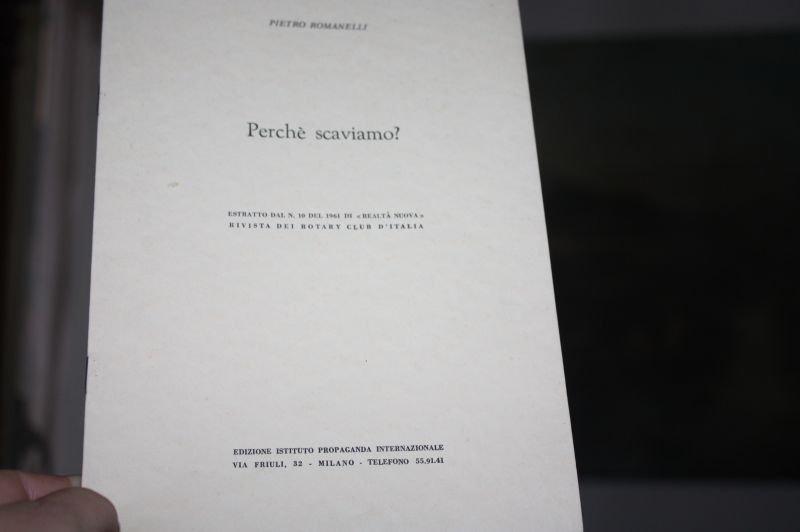 PIETRO ROMANELLI
Perchè scaviamo?
ESTRATTO DAL N. 10 DEL 1961 DI «REALTÀ NUOVA»
RIVISTA DEI ROTARY CLUB D'ITALIA
EDIZIONE ISTITUTO PROPAGANDA INTERNAZIONALE
VIA FRIULI, 32 - MILANO - TELEFONO 55.91.41